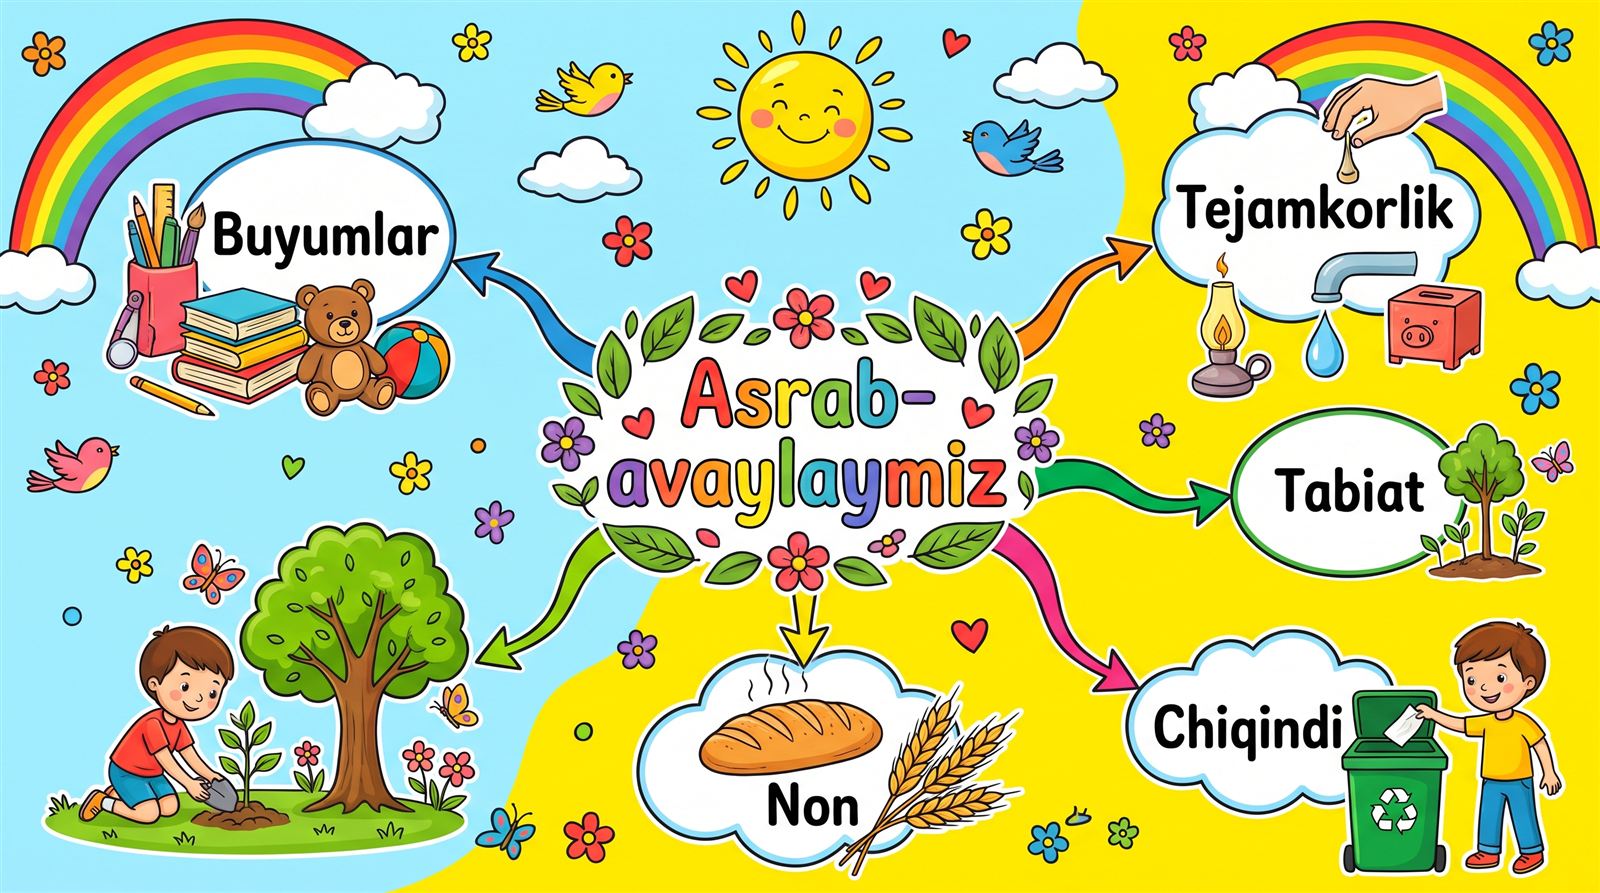 Buyumlar
Tejamkorlik
Asrab-
avaylaymiz
Tabiat
Chiqindi
Non